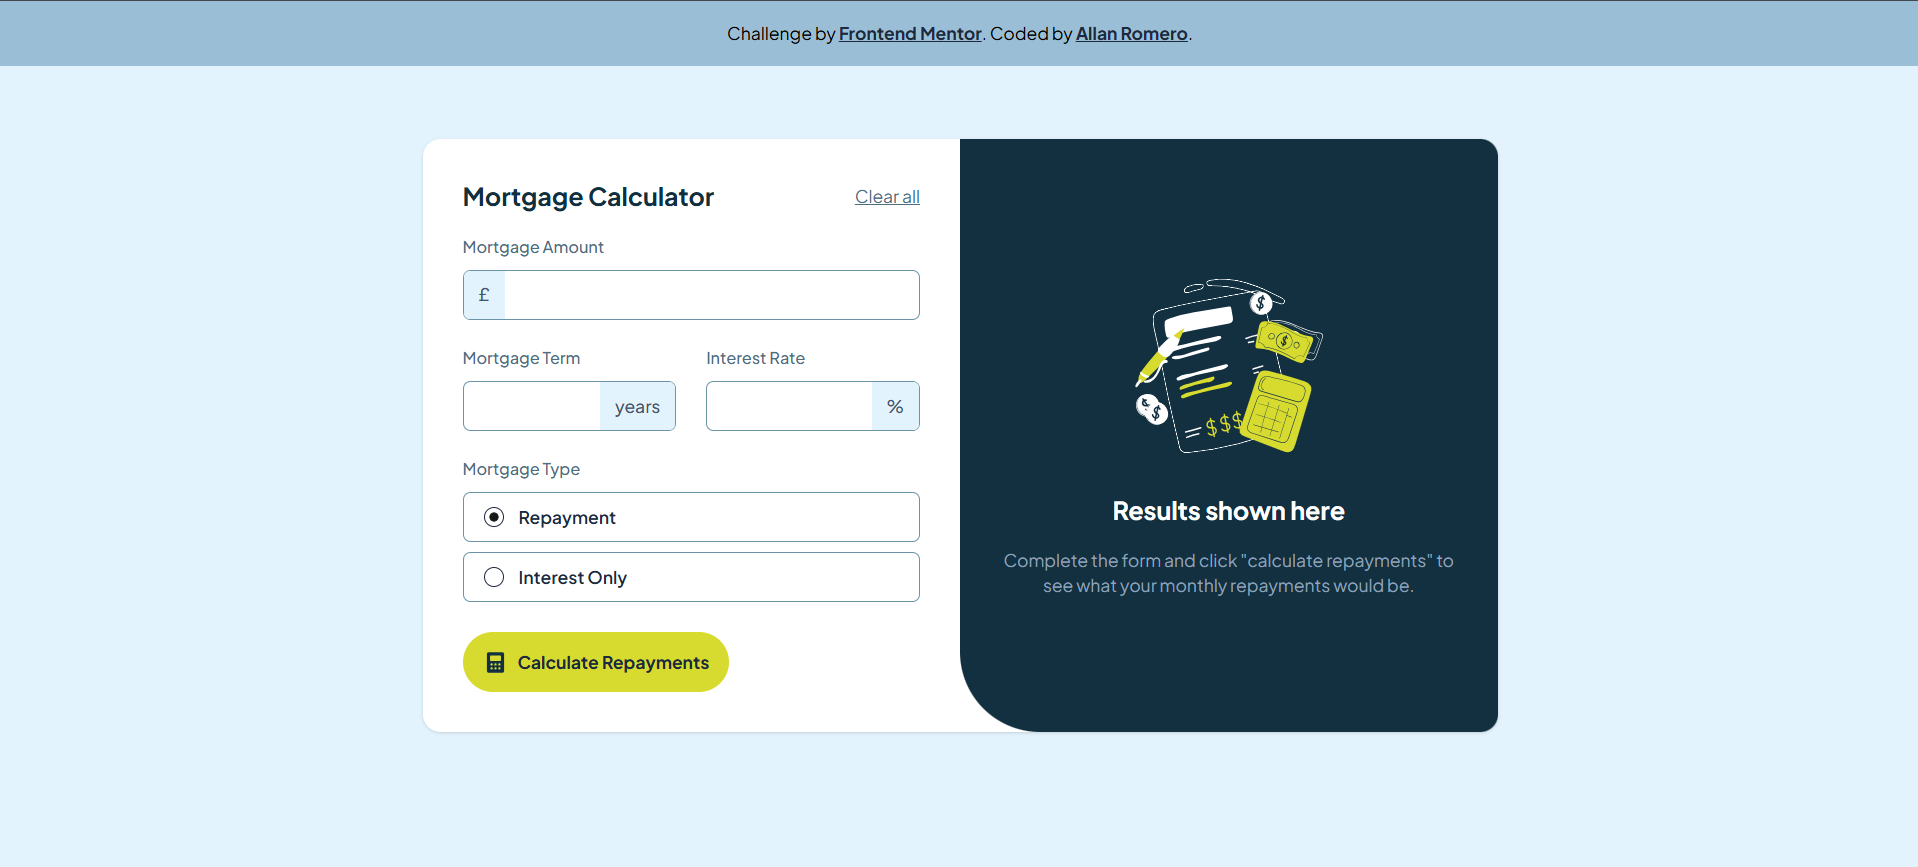 Challenge by Frontend Mentor. Coded by Allan Romero.
Mortgage Calculator
Clear all
Mortgage Amount
£
Mortgage Term
Interest Rate
years
%
Mortgage Type
Repayment
Interest Only
Calculate Repayments
$
$
$ $
$$$
Results shown here
Complete the form and click "calculate repayments" to
see what your monthly repayments would be.